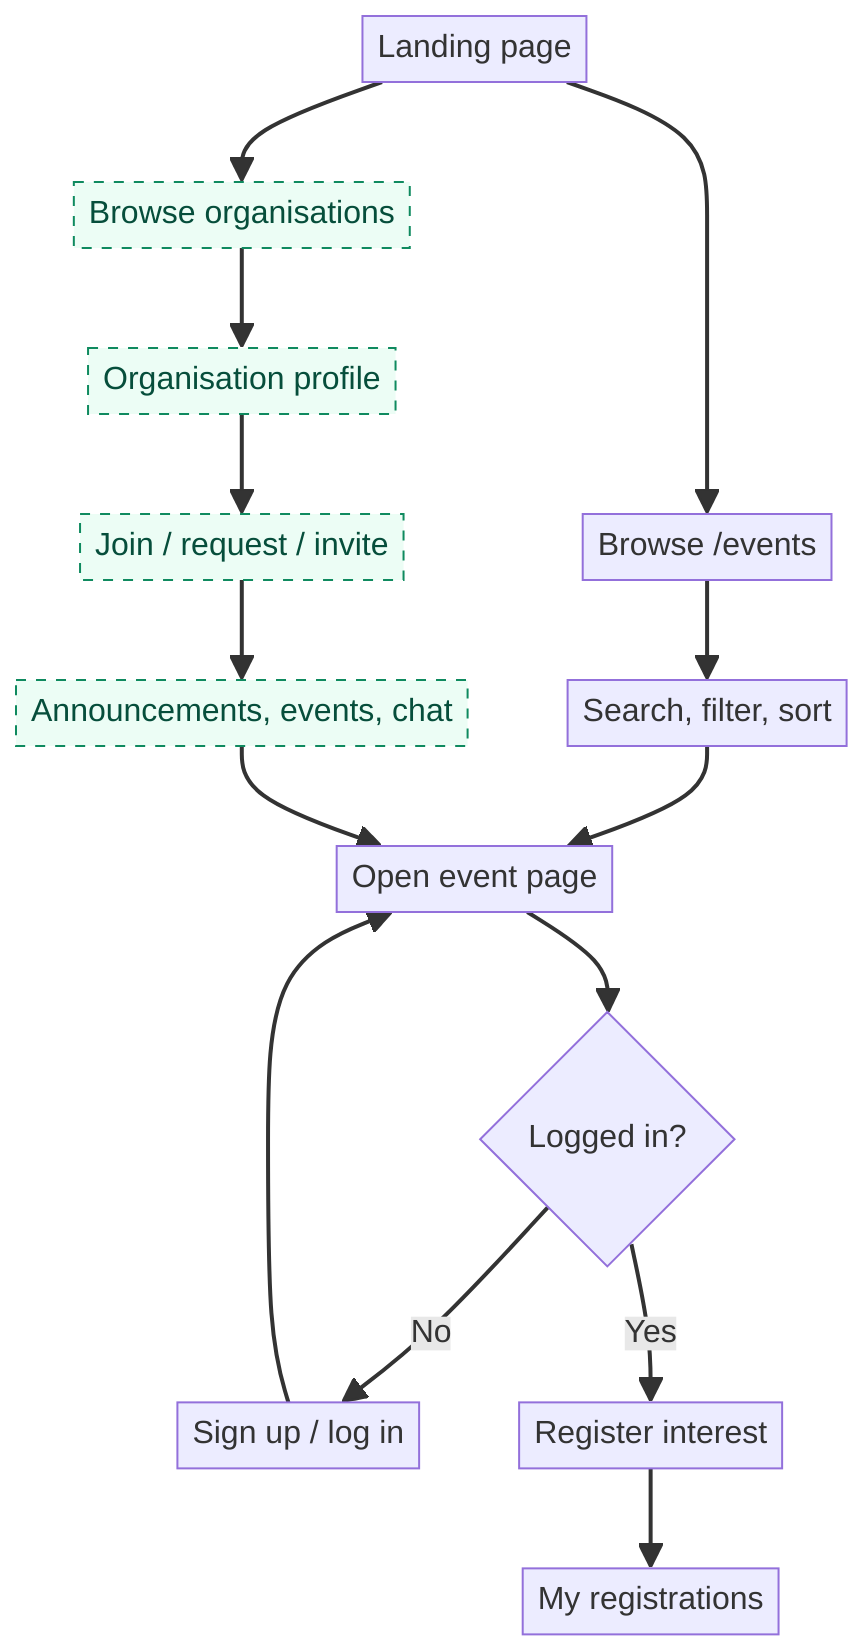 Landing page
Browse organisations
Organisation profile
Join / request / invite
Browse /events
Announcements, events, chat
Search, filter, sort
Open event page
Logged in?
No
Yes
Sign up / log in
Register interest
My registrations